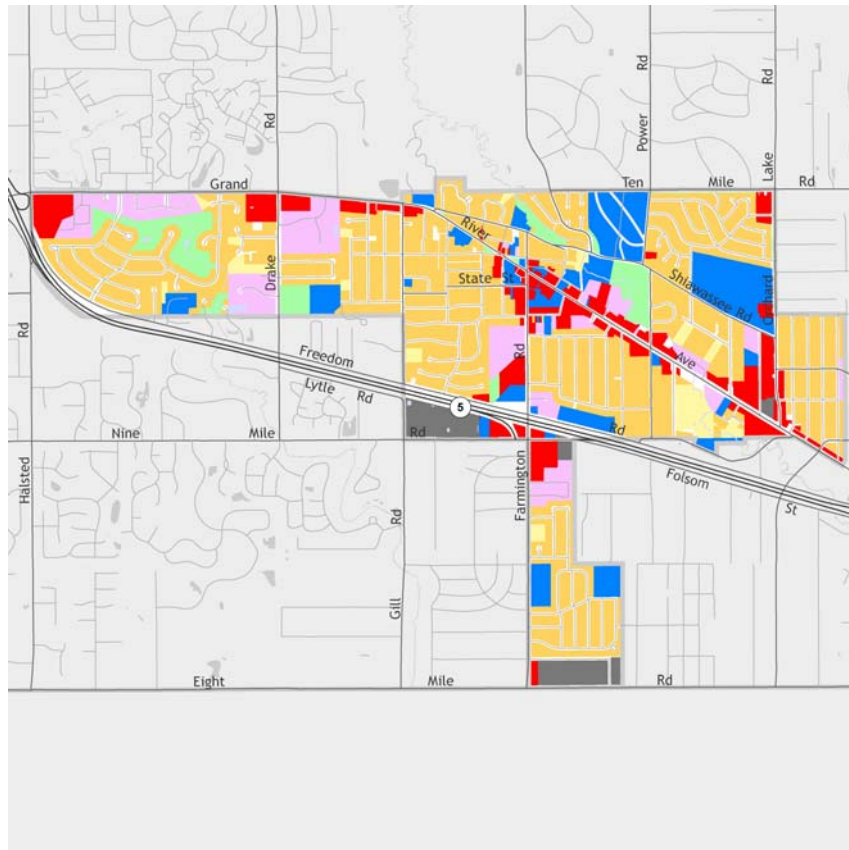 Rd
Power
Rd
Lake
Rd
Grand
Ten
Mile
Rd
River
Drake
Rd
State St
Shiawassee Rd
Orchard
Rd
Freedom
Rd
Ave
Lytle
Rd
5
Nine
Mile
Rd
Rd
Halsted
Farmington
Folsom
St
Rd
Gill
Eight
Mile
Rd